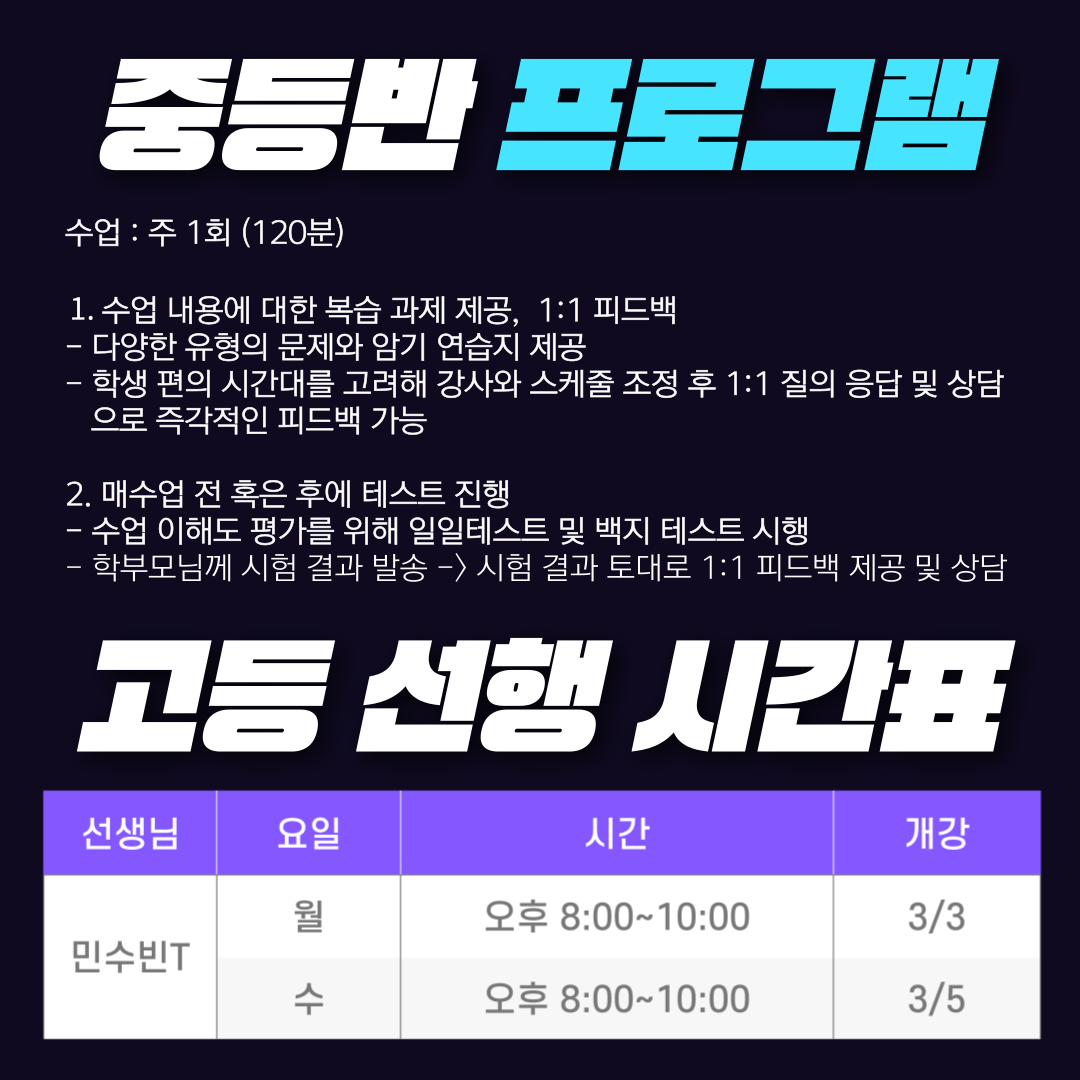 중등반 프로그램
수업 : 주 1회 (120분)
1. 수업 내용에 대한 복습 과제 제공, 1:1 피드백
- 다양한 유형의 문제와 암기 연습지 제공
- 학생 편의 시간대를 고려해 강사와 스케줄 조정 후 1:1 질의 응답 및 상담
으로 즉각적인 피드백 가능
2. 매수업 전 혹은 후에 테스트 진행
- 수업 이해도 평가를 위해 일일테스트 및 백지 테스트 시행
- 학부모님께 시험 결과 발송 -> 시험 결과 토대로 1:1 피드백 제공 및 상담
고등 선행 시간표
선생님 요일 시간 개강
민수빈T
월 오후 8:00~10:00 3/3
수 오후 8:00~10:00 3/5